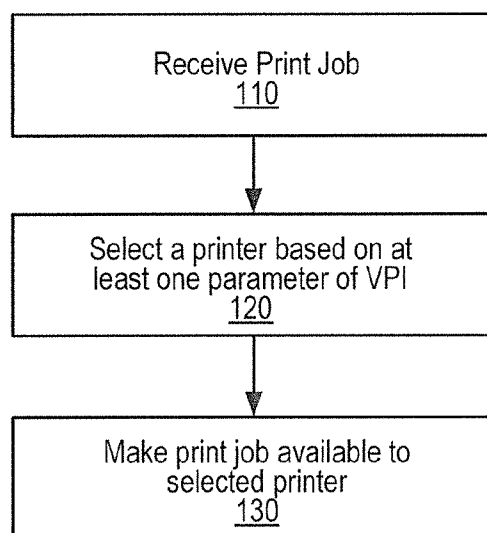 Receive Print Job
110
Select a printer based on at
least one parameter of VPI
120
Make print job available to
selected printer
130